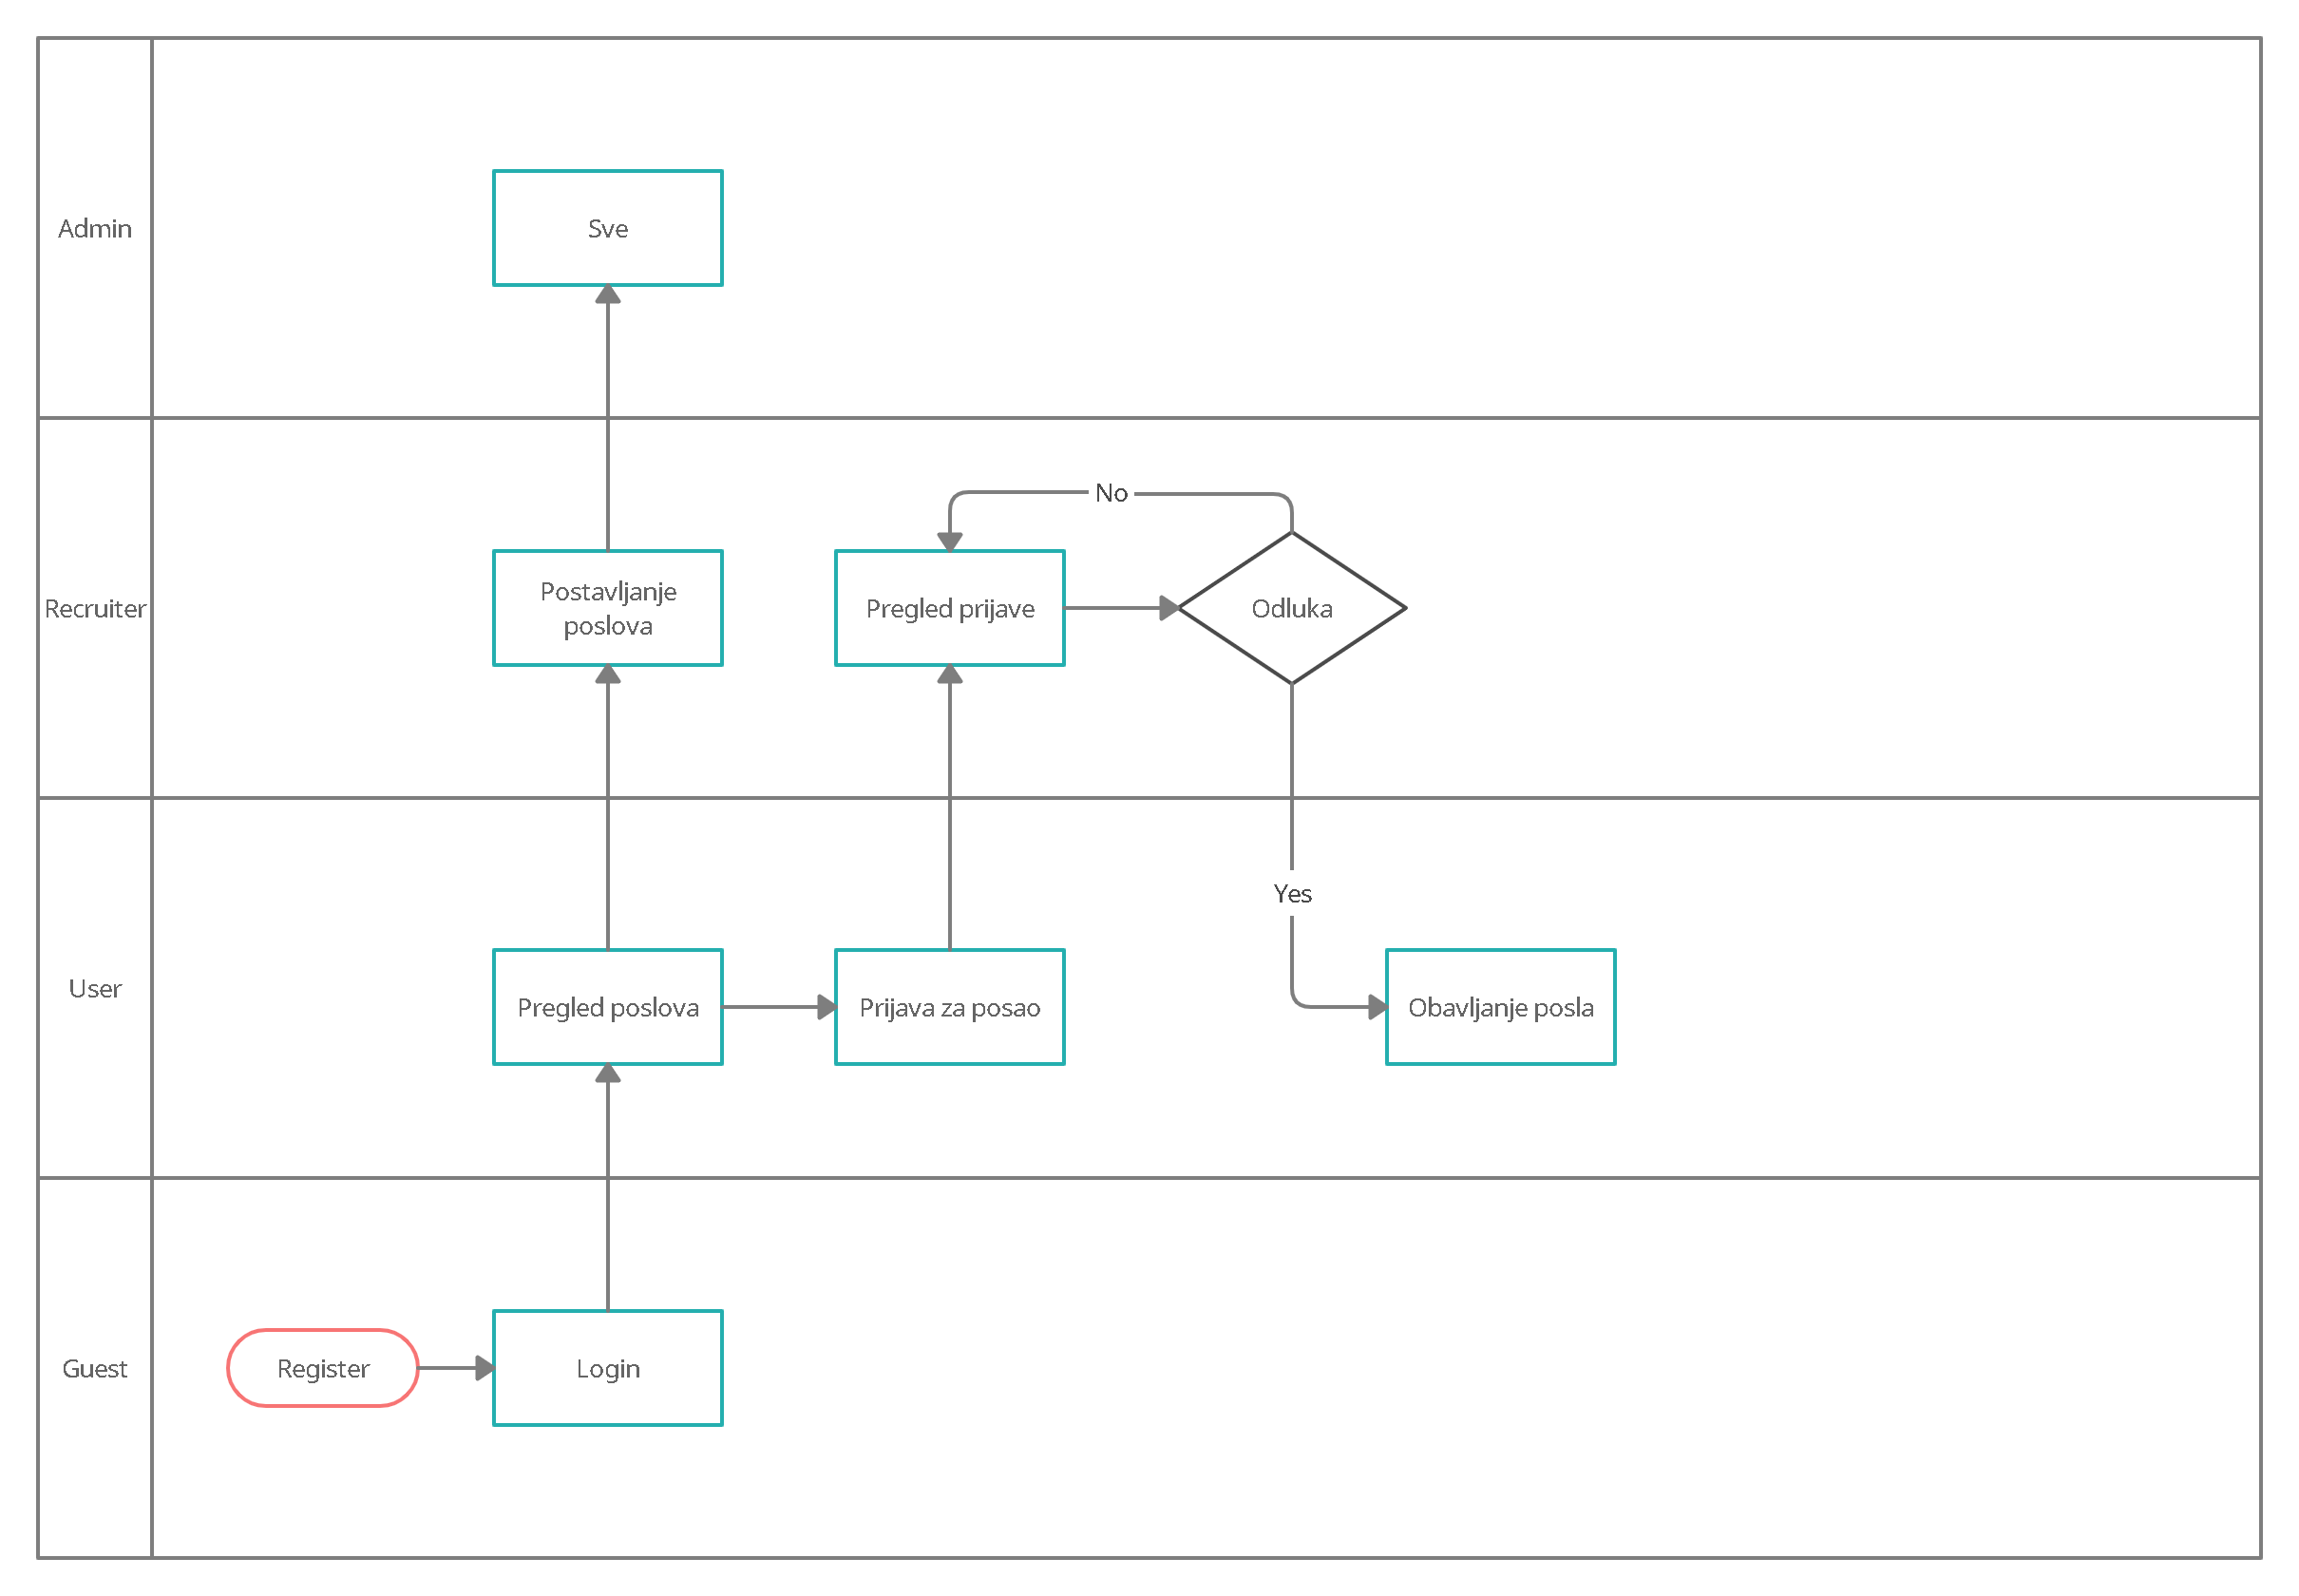 Admin
Sve
Recruiter
Postavljanje
poslova
Pregled prijave
No
Odluka
Yes
User
Pregled poslova
Prijava za posao
Obavljanje posla
Guest
Register
Login